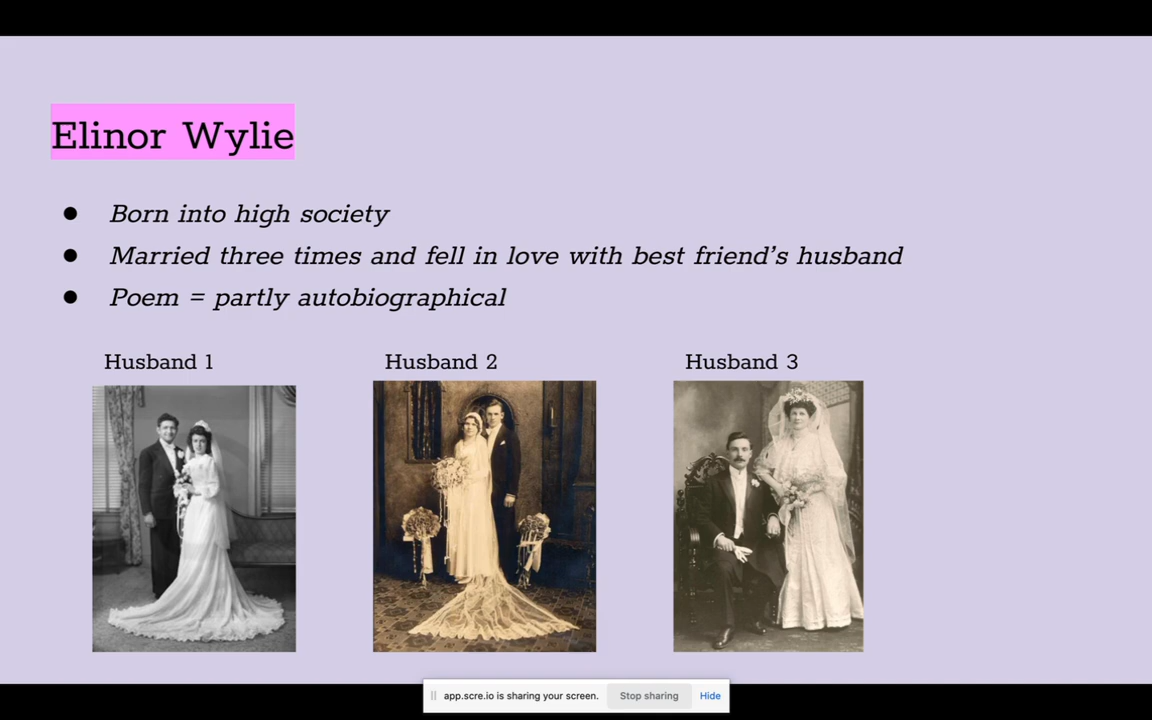 Elinor Wylie
● Born into high society
● Married three times and fell in love with best friend's husband
● Poem = partly autobiographical
Husband 1 Husband 2 Husband 3
app.scre.io is sharing your screen. Stop sharing Hide